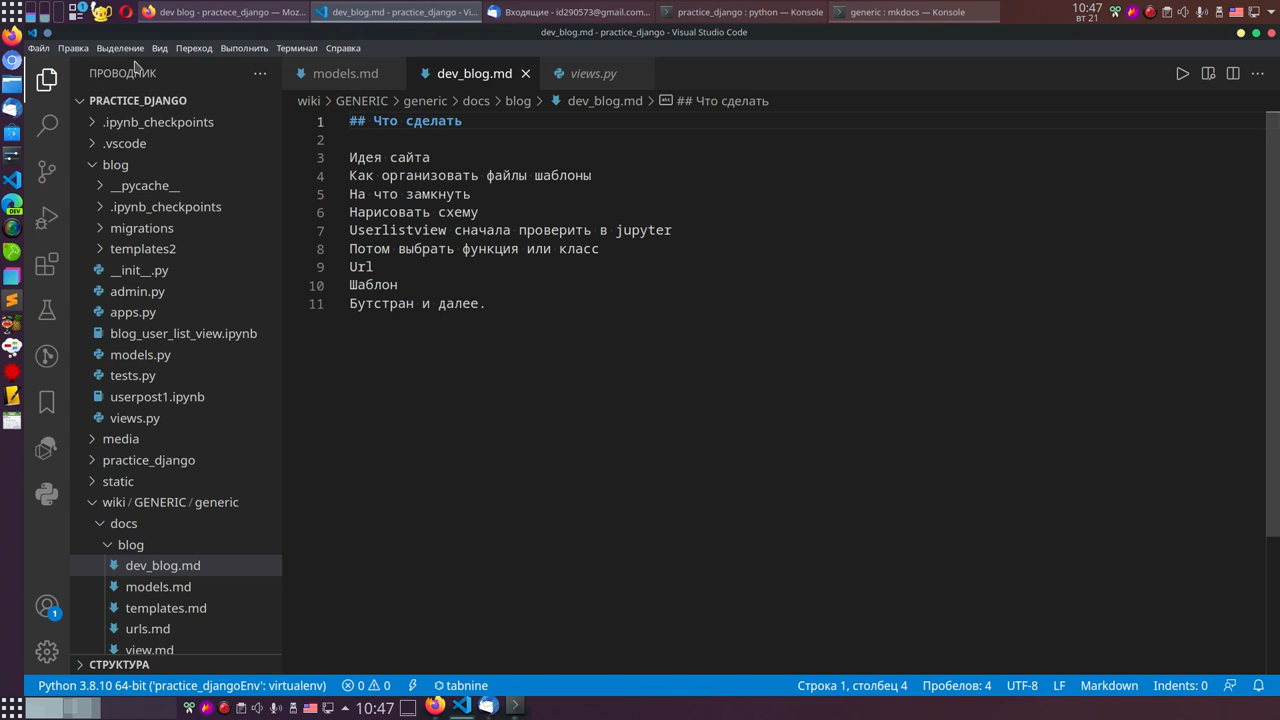 dev blog - practece_django — Moz...
dev_blog.md - practice_django - Vi...
Входящие - id290573@gmail.com...
practice_django : python — Konsole
generic : mkdocs — Konsole
10:47
вт 21
dev_blog.md - practice_django - Visual Studio Code
Файл Правка Выделение Вид Переход Выполнить Терминал Справка
ПРОВОДНИК
models.md
dev_blog.md
views.py
PRACTICE_DJANGO
wiki > GENERIC > generic > docs > blog > dev_blog.md > ## Что сделать
.ipynb_checkpoints
.vscode
blog
__pycache__
.ipynb_checkpoints
migrations
templates2
__init__.py
admin.py
apps.py
blog_user_list_view.ipynb
models.py
tests.py
userpost1.ipynb
views.py
media
practice_django
static
wiki / GENERIC / generic
docs
blog
dev_blog.md
models.md
templates.md
urls.md
view.md
СТРУКТУРА
1 ## Что сделать
2
3 Идея сайта
4 Как организовать файлы шаблоны
5 На что замкнуть
6 Нарисовать схему
7 Userlistview сначала проверить в jupyter
8 Потом выбрать функция или класс
9 Url
10 Шаблон
11 Бутстран и далее.
DEV
1
Python 3.8.10 64-bit ('practice_djangoEnv': virtualenv)
0 0
tabnine
Строка 1, столбец 4
Пробелов: 4
UTF-8
LF
Markdown
Indents: 0
10:47